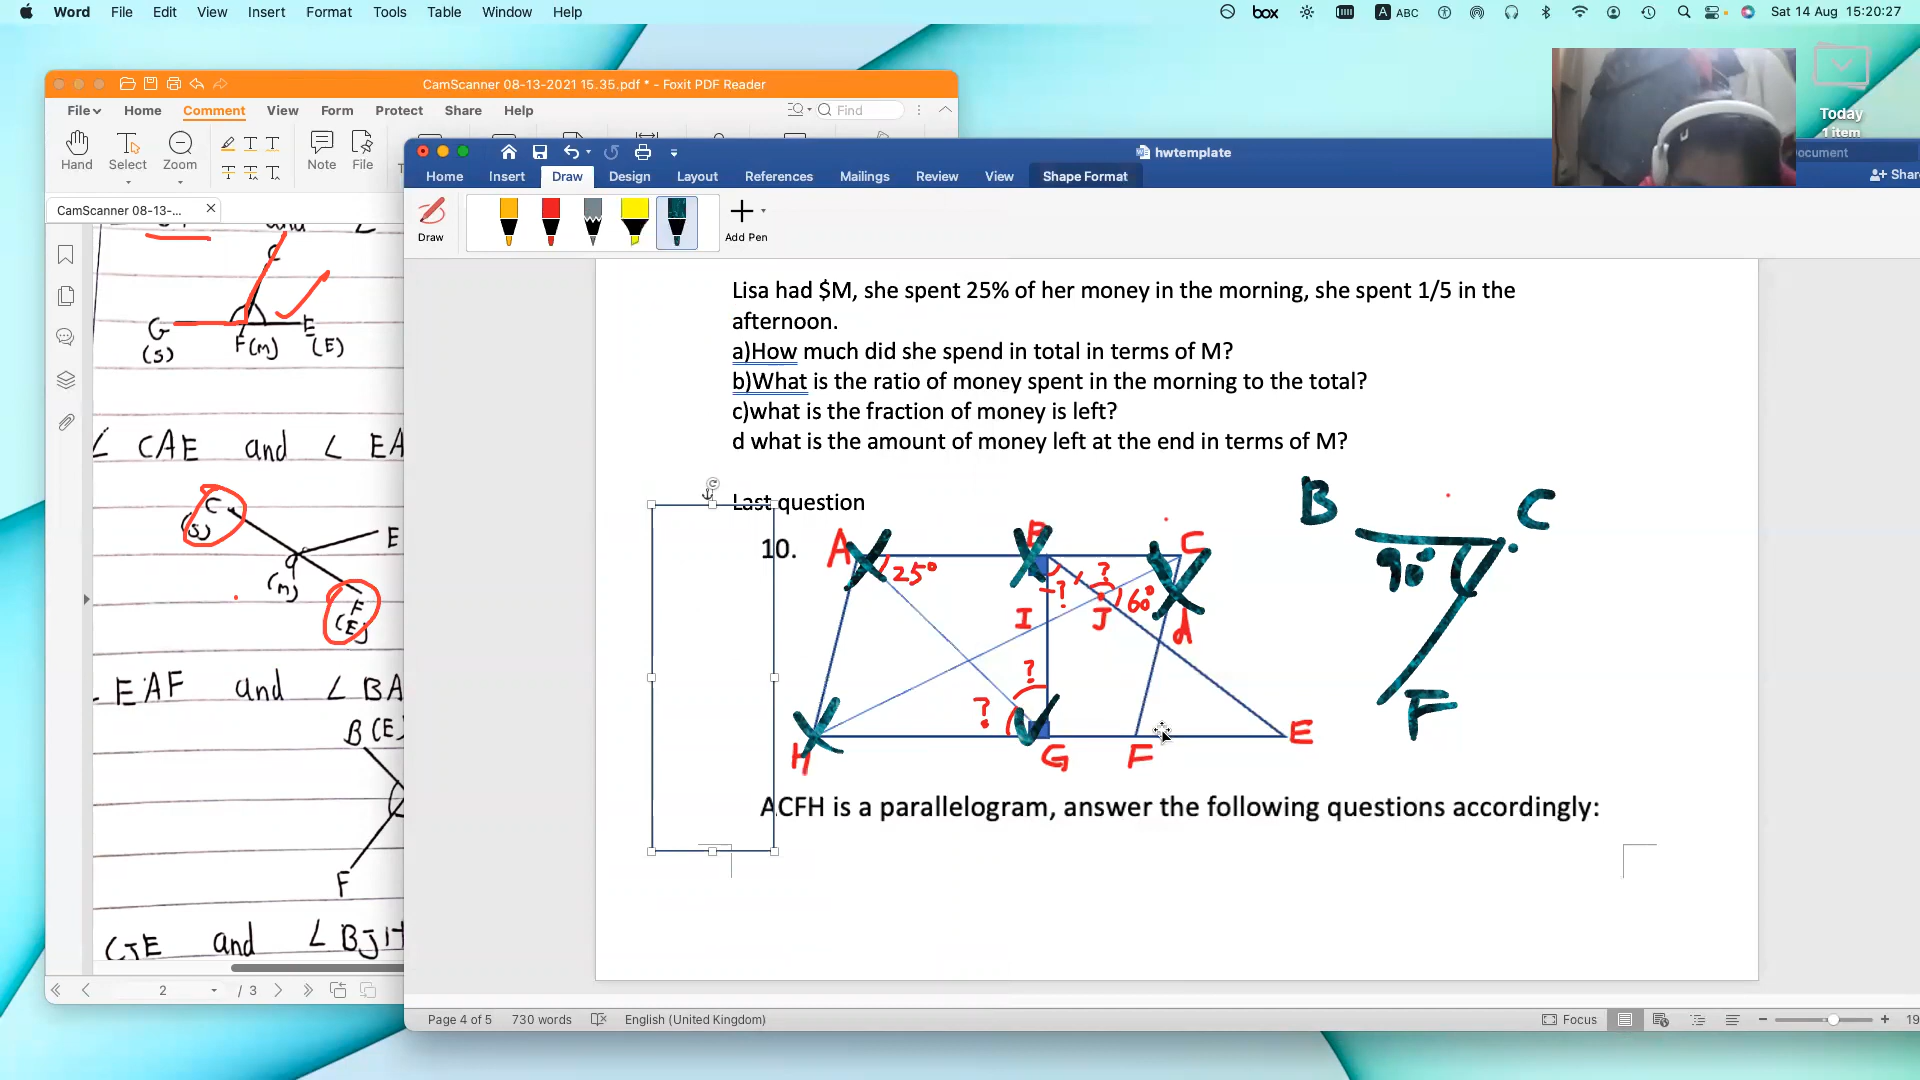 Word File Edit View Insert Format Tools Table Window Help
box A ABC Sat 14 Aug 15:20:27
Today
1 item
CamScanner 08-13-2021 15.35.pdf * - Foxit PDF Reader
File Home Comment View Form Protect Share Help
Find
Hand Select Zoom Note File
CamScanner 08-13-...
G
(S)
F(M)
E
(E)
∠ CAE and ∠ EA
C
(S)
E
(M)
F
(E)
EAF and ∠ BA
B (E)
F
CJE and ∠ BJH
2 / 3
hwtemplate
Home Insert Draw Design Layout References Mailings Review View Shape Format
Share
Draw
Add Pen
Lisa had $M, she spent 25% of her money in the morning, she spent 1/5 in the
afternoon.
a)How much did she spend in total in terms of M?
b)What is the ratio of money spent in the morning to the total?
c)what is the fraction of money is left?
d what is the amount of money left at the end in terms of M?
Last question
10.
A B C
25° ? ? 60°
I J d
? ?
H G F E
B C
90°
F
ACFH is a parallelogram, answer the following questions accordingly:
Page 4 of 5 730 words English (United Kingdom) Focus